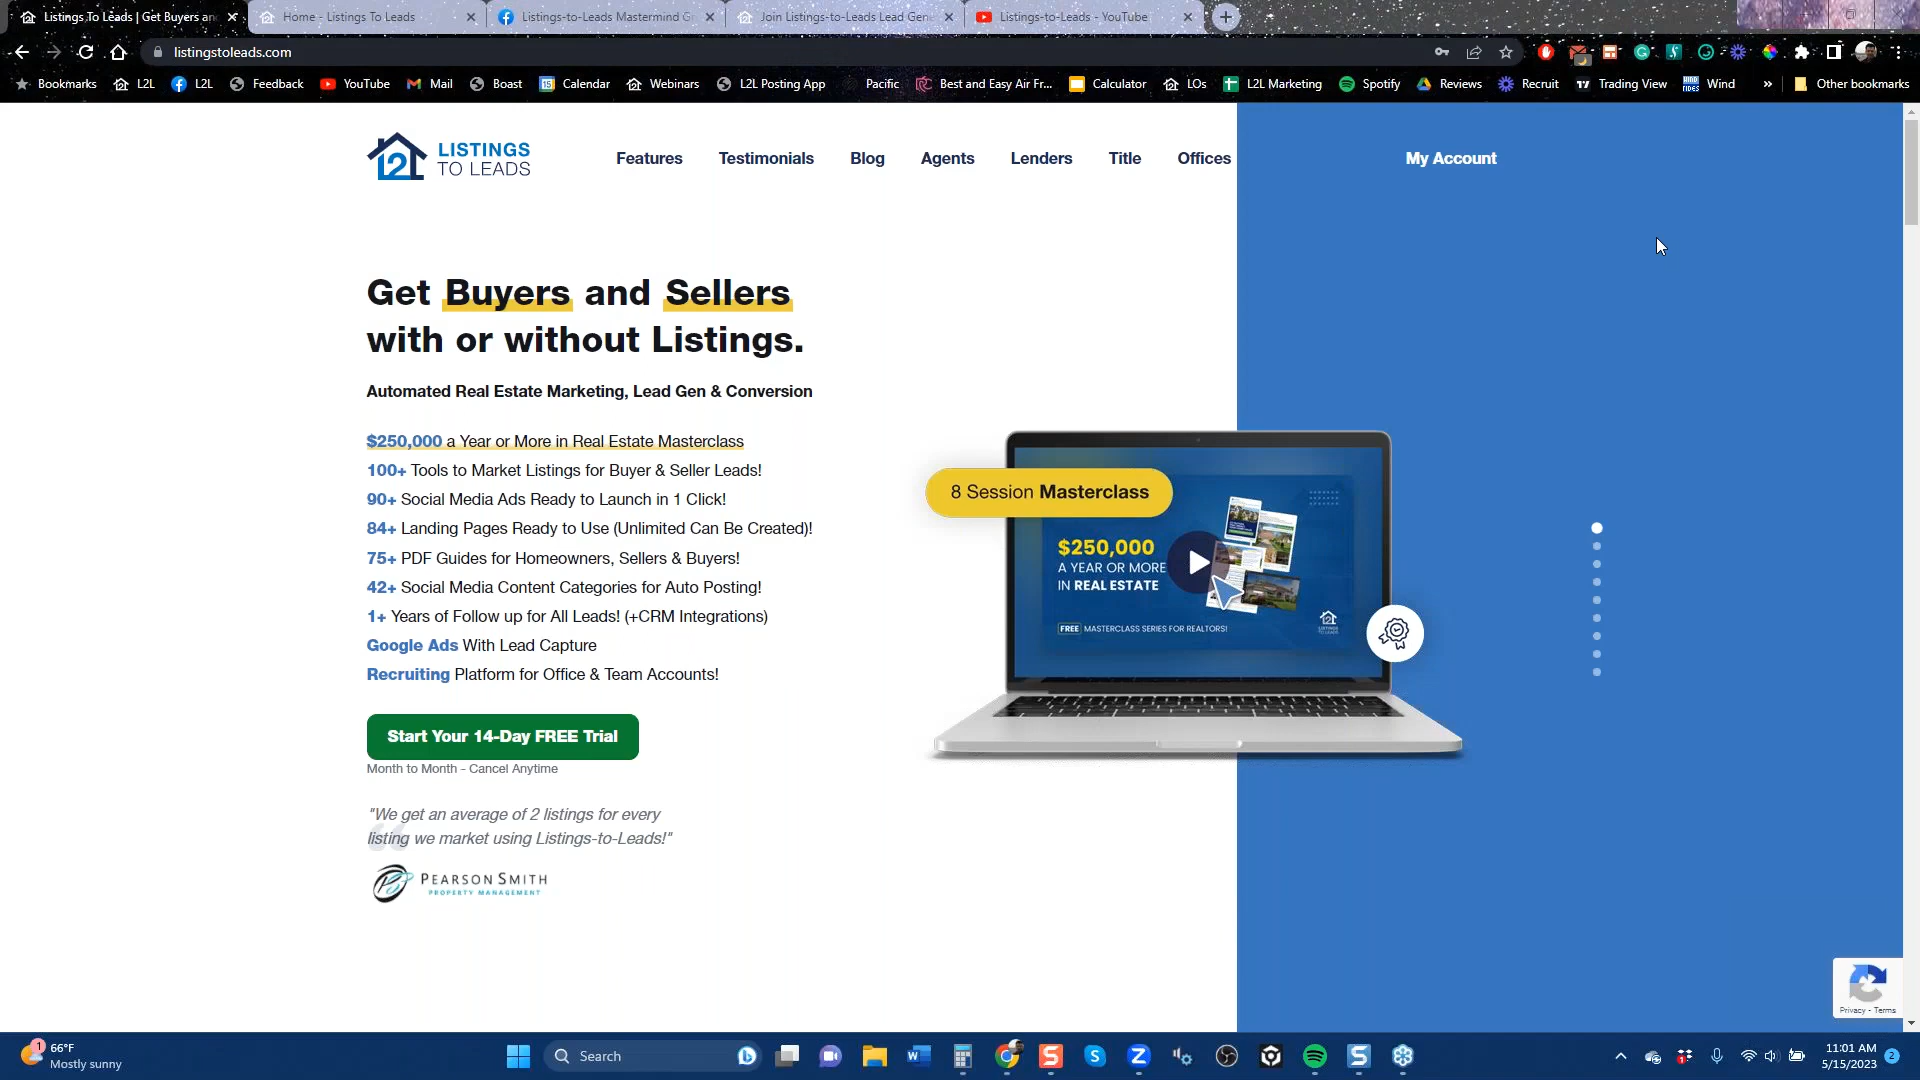 Listings To Leads | Get Buyers an
Home - Listings To Leads
Listings-to-Leads Mastermind G
Join Listings-to-Leads Lead Gen
Listings-to-Leads - YouTube
listingstoleads.com
Bookmarks
L2L
L2L
Feedback
YouTube
Mail
Boast
Calendar
Webinars
L2L Posting App
Pacific
Best and Easy Air Fr...
Calculator
LOs
L2L Marketing
Spotify
Reviews
Recruit
Trading View
Wind
»
Other bookmarks
LISTINGS
TO LEADS
Features
Testimonials
Blog
Agents
Lenders
Title
Offices
My Account
Get Buyers and Sellers
with or without Listings.
Automated Real Estate Marketing, Lead Gen & Conversion
$250,000 a Year or More in Real Estate Masterclass
100+ Tools to Market Listings for Buyer & Seller Leads!
90+ Social Media Ads Ready to Launch in 1 Click!
84+ Landing Pages Ready to Use (Unlimited Can Be Created)!
75+ PDF Guides for Homeowners, Sellers & Buyers!
42+ Social Media Content Categories for Auto Posting!
1+ Years of Follow up for All Leads! (+CRM Integrations)
Google Ads With Lead Capture
Recruiting Platform for Office & Team Accounts!
Start Your 14-Day FREE Trial
Month to Month - Cancel Anytime
"We get an average of 2 listings for every
listing we market using Listings-to-Leads!"
PEARSON SMITH
PROPERTY MANAGEMENT
8 Session Masterclass
$250,000
A YEAR OR MORE
IN REAL ESTATE
FREE MASTERCLASS SERIES FOR REALTORS!
Privacy - Terms
66°F
Mostly sunny
Search
11:01 AM
5/15/2023